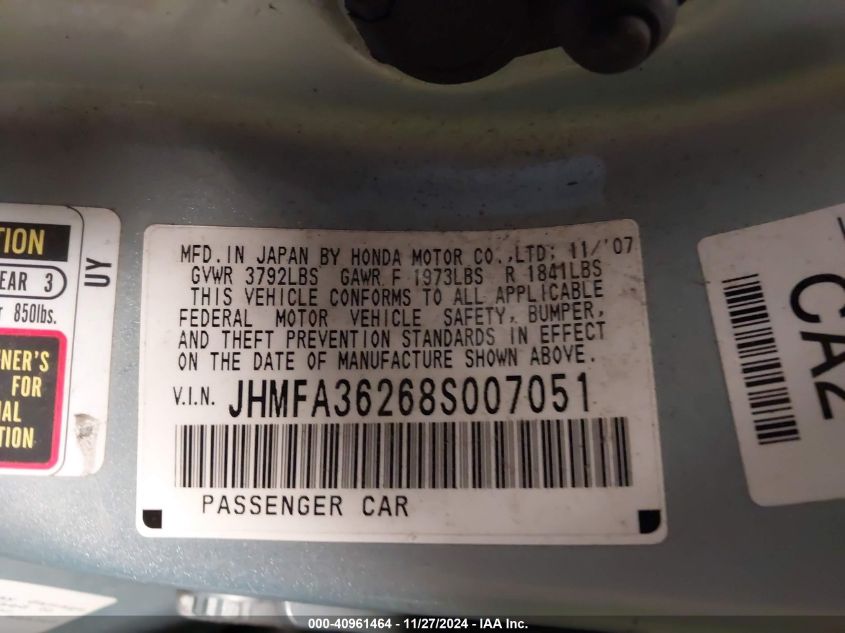 MFD. IN JAPAN BY HONDA MOTOR CO.,LTD; 11/'07
GVWR 3792LBS GAWR F 1973LBS R 1841LBS
THIS VEHICLE CONFORMS TO ALL APPLICABLE
FEDERAL MOTOR VEHICLE SAFETY, BUMPER,
AND THEFT PREVENTION STANDARDS IN EFFECT
ON THE DATE OF MANUFACTURE SHOWN ABOVE.
V.I.N. JHMFA36268S007051
PASSENGER CAR
TION
EAR 3
850lbs.
NER'S
FOR
TION
UY
CA2
000-40961464 - 11/27/2024 - IAA Inc.